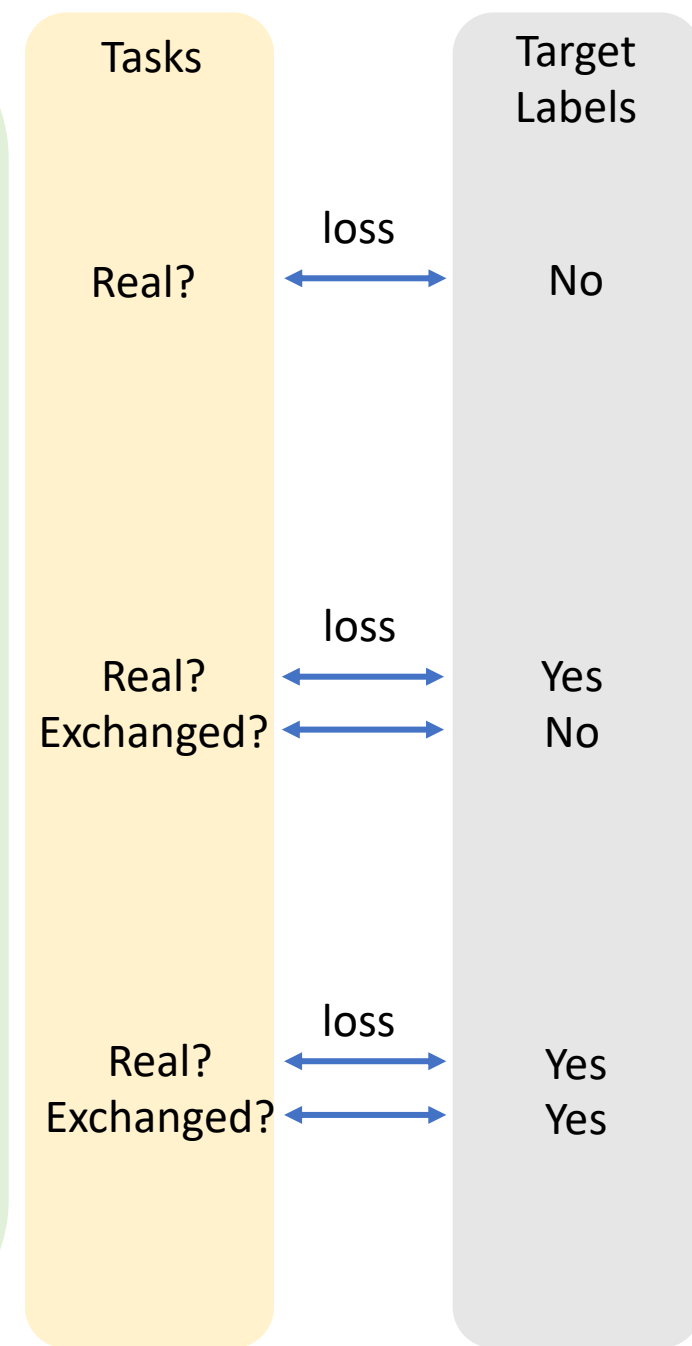 Tasks
Target
Labels
loss
Real?
No
loss
Real?
Yes
Exchanged?
No
loss
Real?
Yes
Exchanged?
Yes